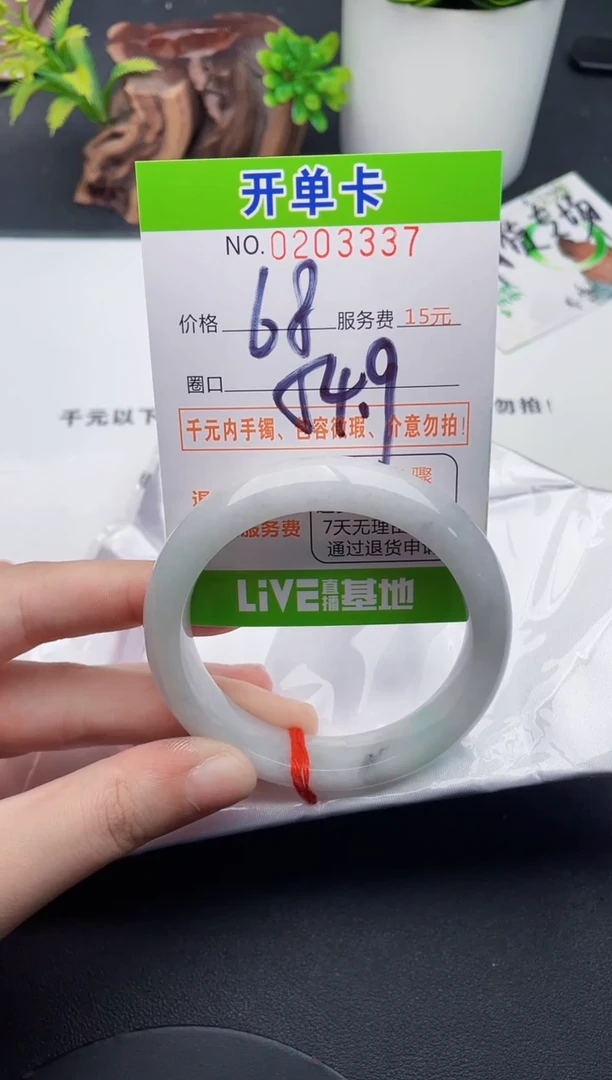 开单卡
NO.0203337
价格 68 服务费 15元
圈口 54.9
千元以下
勿拍!
千元内手镯、包容微瑕、介意勿拍!
退
骤
服务费
7天无理由
通过退货申请
LiVE直播基地